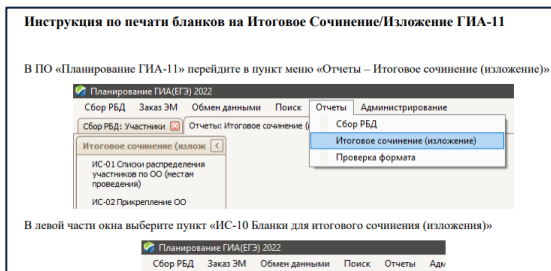 Инструкция по печати бланков на Итоговое Сочинение/Изложение ГИА-11
В ПО «Планирование ГИА-11» перейдите в пункт меню «Отчеты – Итоговое сочинение (изложение)»
Планирование ГИА(ЕГЭ) 2022
Сбор РБД Заказ ЭМ Обмен данными Поиск Отчеты Администрирование
Сбор РБД: Участники Отчеты: Итоговое сочинение (
Сбор РБД
Итоговое сочинение (изложение)
Проверка формата
Итоговое сочинение (излож
ИС-01 Списки распределения
участников по ОО (местам
проведения)
ИС-02 Прикрепление ОО
В левой части окна выберите пункт «ИС-10 Бланки для итогового сочинения (изложения)»
Планирование ГИА(ЕГЭ) 2022
Сбор РБД Заказ ЭМ Обмен данными Поиск Отчеты Адм